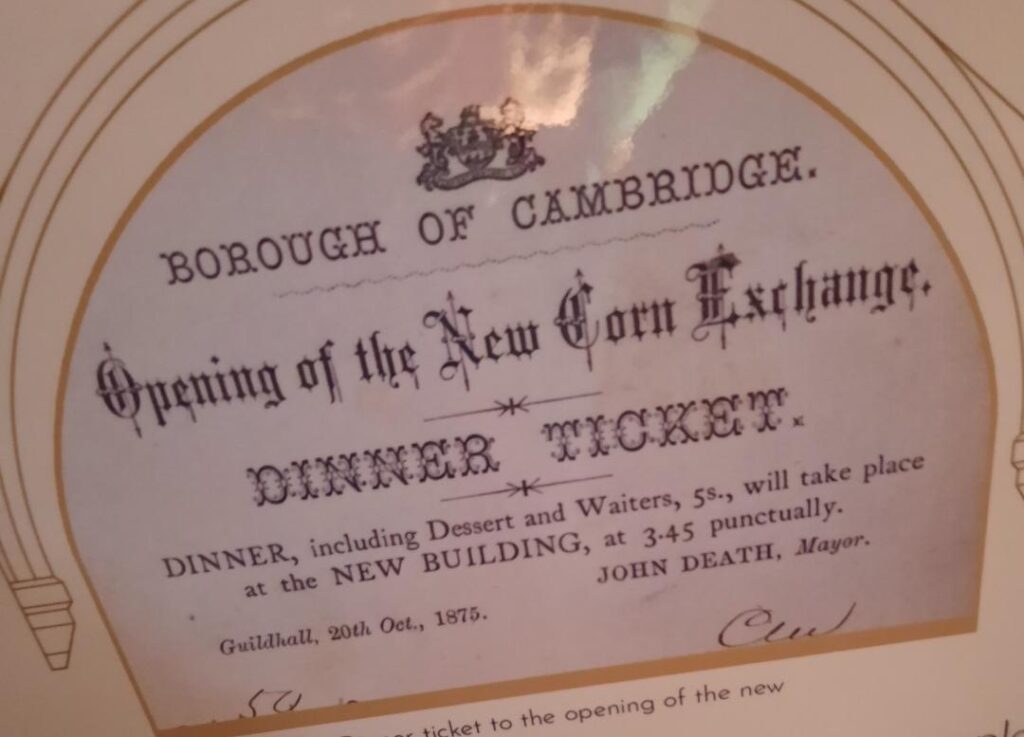 BOROUGH OF CAMBRIDGE.
Opening of the New Corn Exchange.
DINNER TICKET.
DINNER, including Dessert and Waiters, 5s., will take place
at the NEW BUILDING, at 3·45 punctually.
JOHN DEATH, Mayor.
Guildhall, 20th Oct., 1875.
ticket to the opening of the new